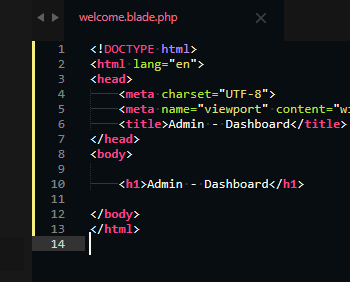 welcome.blade.php
1 <!DOCTYPE html>
2 <html lang="en">
3 <head>
4 <meta charset="UTF-8">
5 <meta name="viewport" content="wi
6 <title>Admin - Dashboard</title>
7 </head>
8 <body>
9
10 <h1>Admin - Dashboard</h1>
11
12 </body>
13 </html>
14